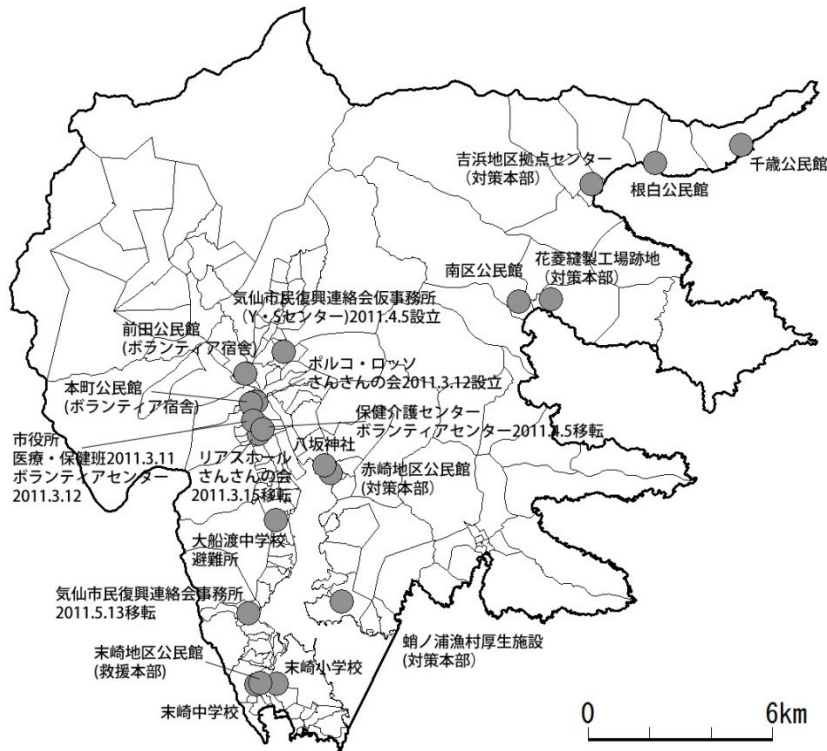 吉浜地区拠点センター
(対策本部)
根白公民館
千歳公民館
南区公民館
花菱縫製工場跡地
(対策本部)
気仙市民復興連絡会仮事務所
(Y・Sセンター)2011.4.5設立
前田公民館
(ボランティア宿舎)
ポルコ・ロッソ
さんさんの会2011.3.12設立
本町公民館
(ボランティア宿舎)
保健介護センター
ボランティアセンター2011.4.5移転
市役所
医療・保健班2011.3.11
ボランティアセンター
2011.3.12
リアスホール
さんさんの会
2011.3.15移転
八坂神社
赤崎地区公民館
(対策本部)
大船渡中学校
避難所
気仙市民復興連絡会事務所
2011.5.13移転
蛸ノ浦漁村厚生施設
(対策本部)
末崎地区公民館
(救援本部)
末崎小学校
末崎中学校
0 6km